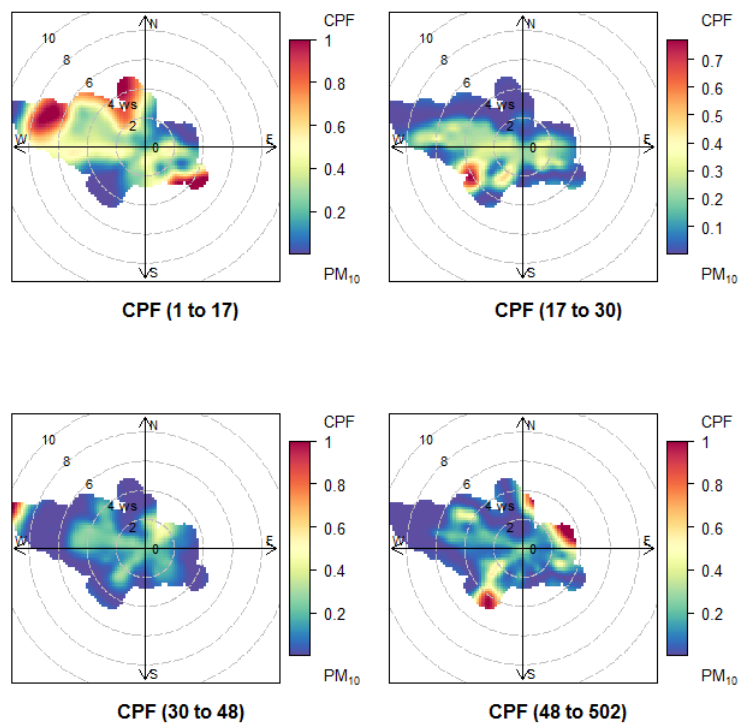 CPF
N
10
8
6
4 ws
2
0
W
E
S
1
0.8
0.6
0.4
0.2
PM10
CPF (1 to 17)
CPF
N
10
8
6
4 ws
2
0
W
E
S
0.7
0.6
0.5
0.4
0.3
0.2
0.1
PM10
CPF (17 to 30)
CPF
N
10
8
6
4 ws
2
0
W
E
S
1
0.8
0.6
0.4
0.2
PM10
CPF (30 to 48)
CPF
N
10
8
6
4 ws
2
0
W
E
S
1
0.8
0.6
0.4
0.2
PM10
CPF (48 to 502)